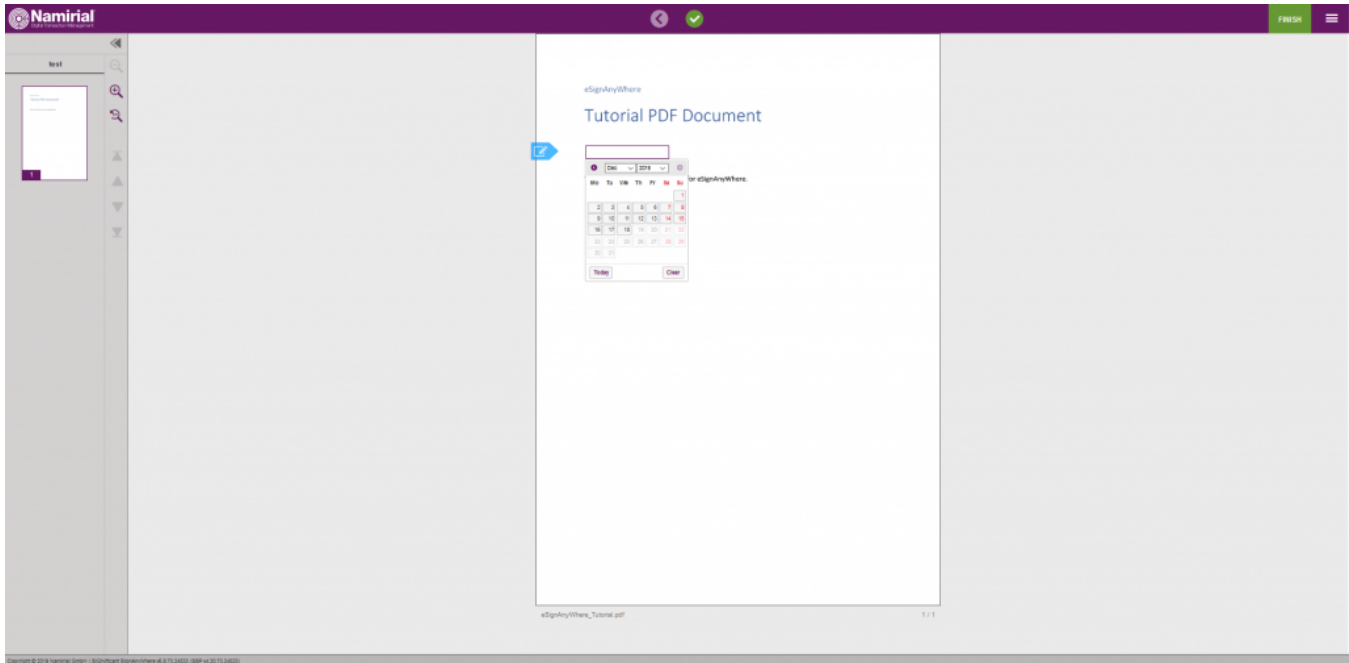 Namirial
FINISH
test
1
eSignAnyWhere
Tutorial PDF Document
Dec
for eSignAnyWhere.
Mo Tu We Th Fr Sa Su
1
2 3 4 5 6 7 8
9 10 11 12 13 14 15
16 17 18 19 20 21 22
23 24 25 26 27 28 29
30 31
Today Clear
eSignAnyWhere_Tutorial.pdf 1 / 1